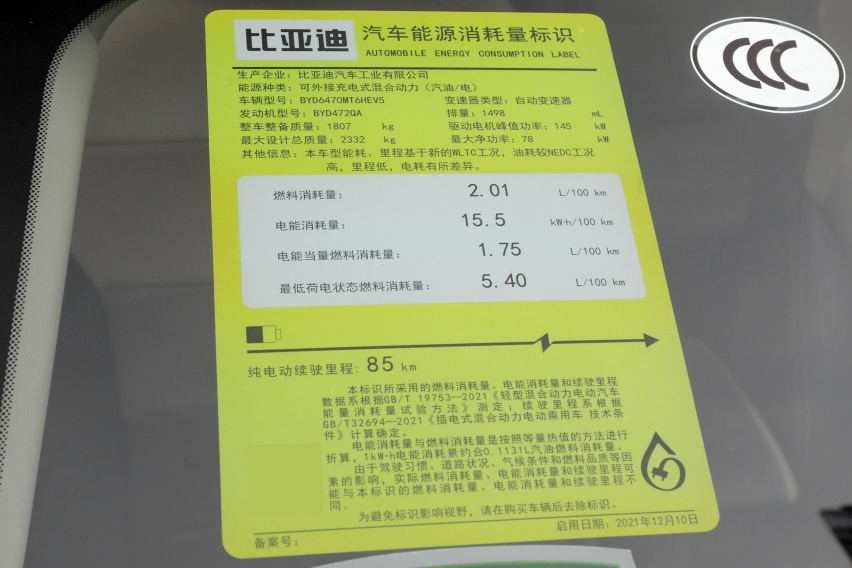 比亚迪 汽车能源消耗量标识
AUTOMOBILE ENERGY CONSUMPTION LABEL
CCC
生产企业：比亚迪汽车工业有限公司
能源种类：可外接充电式混合动力（汽油/电）
车辆型号：BYD6470MT6HEV5 变速器类型：自动变速器
发动机型号：BYD472QA 排量：1498 mL
整车整备质量：1807 kg 驱动电机峰值功率：145 kW
最大设计总质量：2332 kg 最大净功率：78 kW
其他信息：本车型能耗、里程基于新的WLTC工况，油耗较NEDC工况
高，里程低，电耗有所差异。
燃料消耗量： 2.01 L/100 km
电能消耗量： 15.5 kW·h/100 km
电能当量燃料消耗量： 1.75 L/100 km
最低荷电状态燃料消耗量： 5.40 L/100 km
纯电动续驶里程：85 km
本标识所采用的燃料消耗量、电能消耗量和续驶里程
数据系根据GB/T 19753—2021《轻型混合动力电动汽车
能量消耗量试验方法》测定；续驶里程系根据
GB/T32694—2021《插电式混合动力电动乘用车 技术条
件》计算确定。
电能消耗量与燃料消耗量是按照等量热值的方法进行
折算，1kW·h电能消耗量约合0.1131L汽油燃料消耗量。
由于驾驶习惯、道路状况、气候条件和燃料品质等因
素的影响，实际燃料消耗量、电能消耗量和续驶里程可
能与本标识的燃料消耗量、电能消耗量和续驶里程不
同。
为避免标识影响视野，请在购买车辆后去除标识。
备案号： 启用日期：2021年12月10日